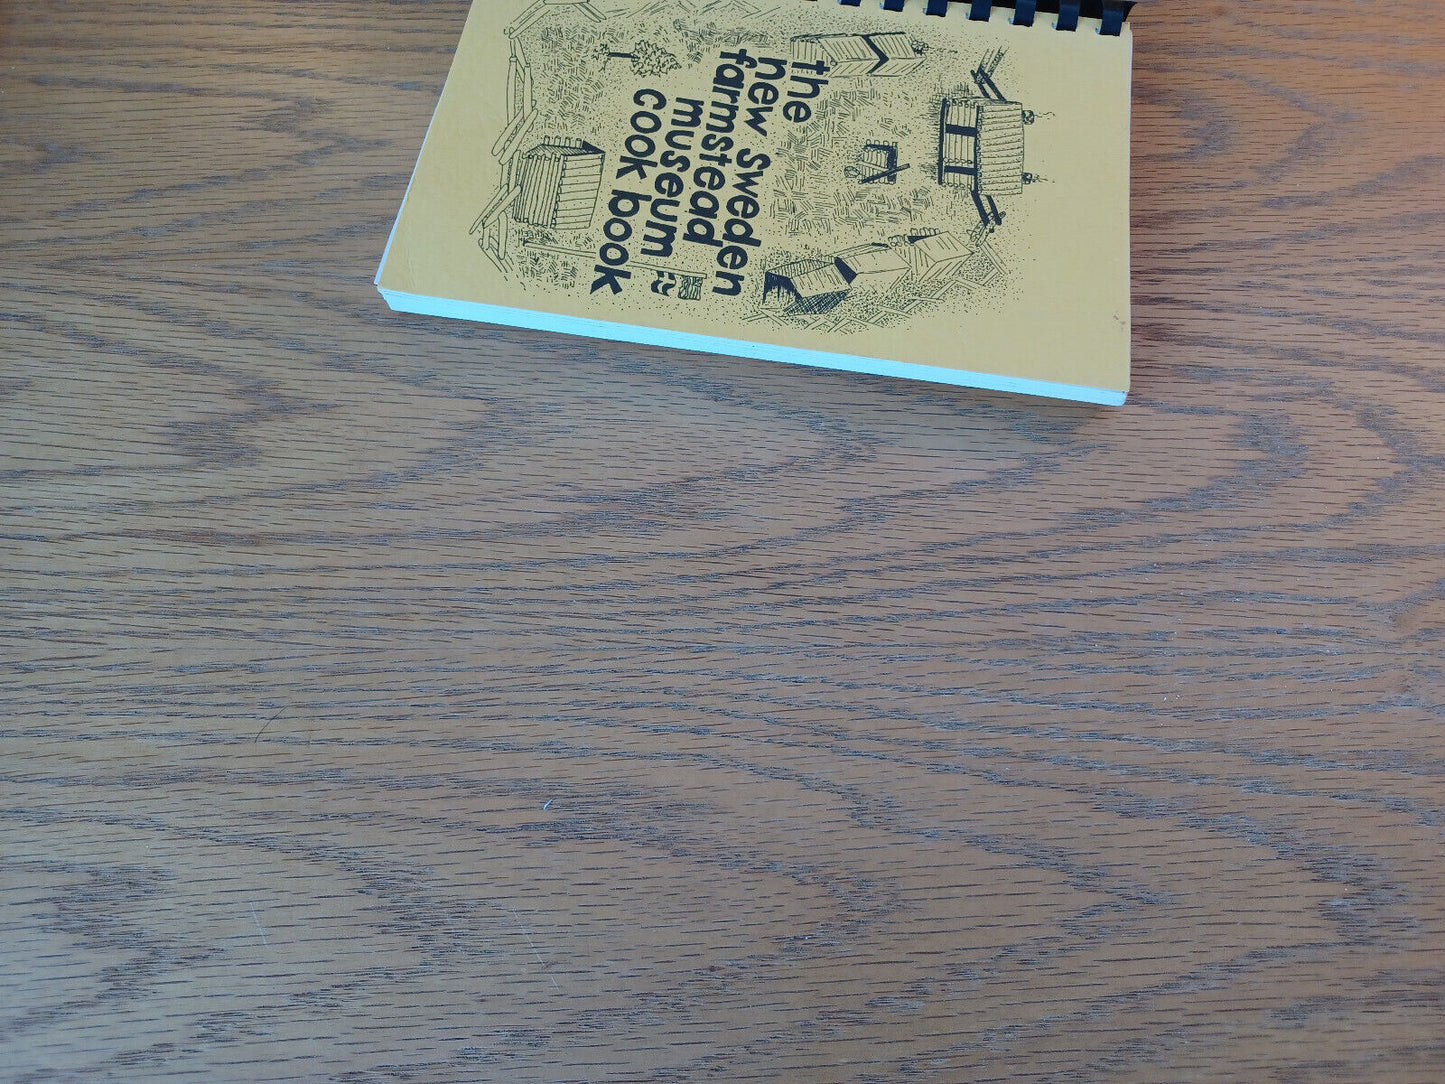 the
new sweden
farmstead
museum
cook book